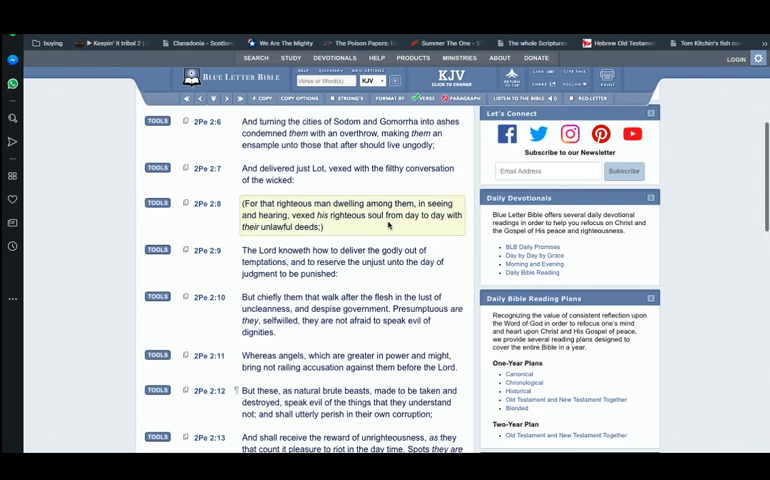 buying
Keepin' it tribal 2
Clanadonia - Scotlan
We Are The Mighty
The Poison Papers: E
Summer The One - S
The whole Scripture
Hebrew Old Testame
Tom Kitchin's fish cu
SEARCH STUDY DEVOTIONALS HELP PRODUCTS MINISTRIES ABOUT DONATE
LOGIN
BLUE LETTER BIBLE
Verse or Word(s) KJV
KJV
CLICK TO CHANGE
RETURN TOP
LINK CITE THIS
SHARE FOLLOW
PRINT
COPY COPY OPTIONS STRONG'S FORMAT BY VERSE PARAGRAPH LISTEN TO THE BIBLE RED-LETTER
TOOLS 2Pe 2:6 And turning the cities of Sodom and Gomorrha into ashes
condemned them with an overthrow, making them an
ensample unto those that after should live ungodly;
TOOLS 2Pe 2:7 And delivered just Lot, vexed with the filthy conversation
of the wicked:
TOOLS 2Pe 2:8 (For that righteous man dwelling among them, in seeing
and hearing, vexed his righteous soul from day to day with
their unlawful deeds;)
TOOLS 2Pe 2:9 The Lord knoweth how to deliver the godly out of
temptations, and to reserve the unjust unto the day of
judgment to be punished:
TOOLS 2Pe 2:10 But chiefly them that walk after the flesh in the lust of
uncleanness, and despise government. Presumptuous are
they, selfwilled, they are not afraid to speak evil of
dignities.
TOOLS 2Pe 2:11 Whereas angels, which are greater in power and might,
bring not railing accusation against them before the Lord.
TOOLS 2Pe 2:12 ¶ But these, as natural brute beasts, made to be taken and
destroyed, speak evil of the things that they understand
not; and shall utterly perish in their own corruption;
TOOLS 2Pe 2:13 And shall receive the reward of unrighteousness, as they
that count it pleasure to riot in the day time. Spots they are
Let's Connect
Subscribe to our Newsletter
Email Address Subscribe
Daily Devotionals
Blue Letter Bible offers several daily devotional
readings in order to help you refocus on Christ and
the Gospel of His peace and righteousness.
BLB Daily Promises
Day by Day by Grace
Morning and Evening
Daily Bible Reading
Daily Bible Reading Plans
Recognizing the value of consistent reflection upon
the Word of God in order to refocus one's mind
and heart upon Christ and His Gospel of peace,
we provide several reading plans designed to
cover the entire Bible in a year.
One-Year Plans
Canonical
Chronological
Historical
Old Testament and New Testament Together
Blended
Two-Year Plan
Old Testament and New Testament Together